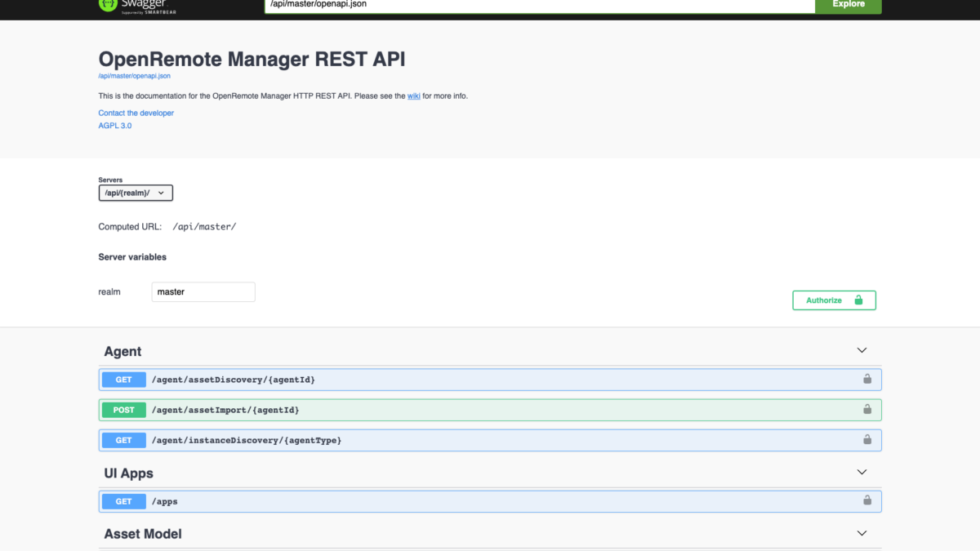 Swagger
Supported by SMARTBEAR
/api/master/openapi.json
Explore
OpenRemote Manager REST API
/api/master/openapi.json
This is the documentation for the OpenRemote Manager HTTP REST API. Please see the wiki for more info.
Contact the developer
AGPL 3.0
Servers
/api/{realm}/
Computed URL: /api/master/
Server variables
realm master
Authorize
Agent
GET /agent/assetDiscovery/{agentId}
POST /agent/assetImport/{agentId}
GET /agent/instanceDiscovery/{agentType}
UI Apps
GET /apps
Asset Model